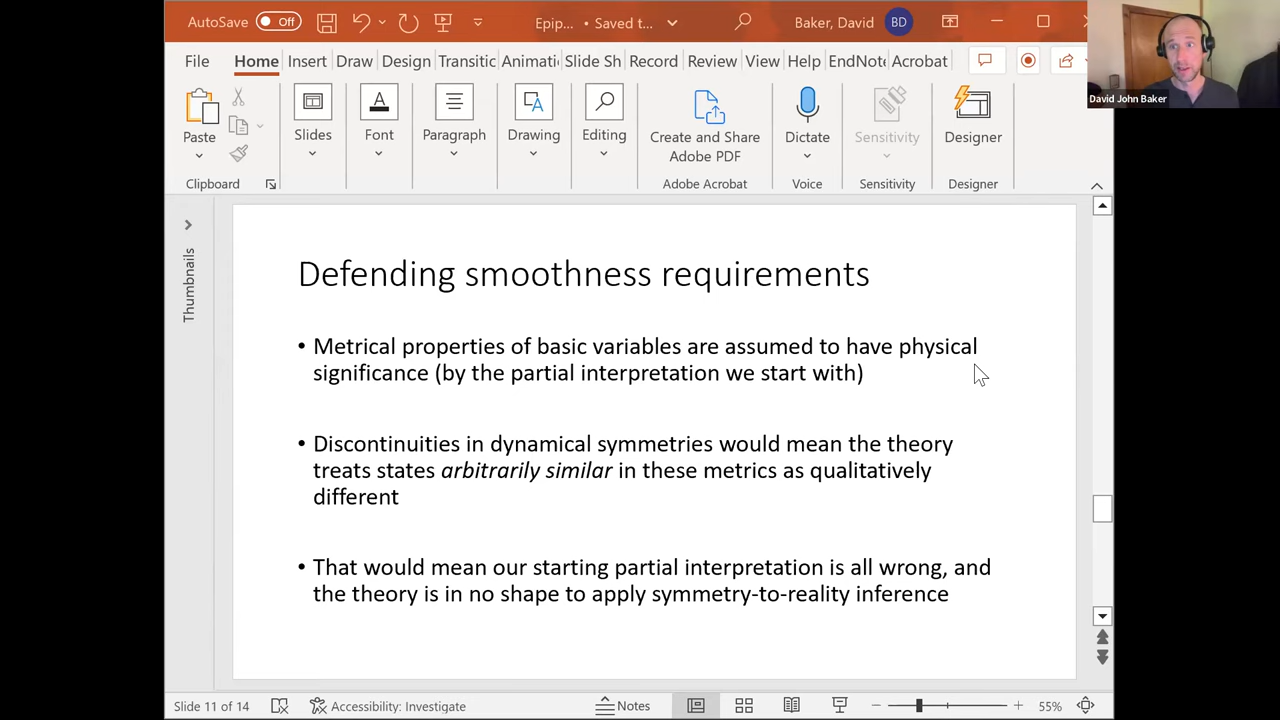 AutoSave Off Epip... • Saved t... Baker, David BD
File Home Insert Draw Design Transitic Animati Slide Sh Record Review View Help EndNote Acrobat
Paste Slides Font Paragraph Drawing Editing Create and Share Adobe PDF Dictate Sensitivity Designer
Clipboard Adobe Acrobat Voice Sensitivity Designer
David John Baker
Thumbnails
Defending smoothness requirements
• Metrical properties of basic variables are assumed to have physical
significance (by the partial interpretation we start with)
• Discontinuities in dynamical symmetries would mean the theory
treats states arbitrarily similar in these metrics as qualitatively
different
• That would mean our starting partial interpretation is all wrong, and
the theory is in no shape to apply symmetry-to-reality inference
Slide 11 of 14 Accessibility: Investigate Notes 55%